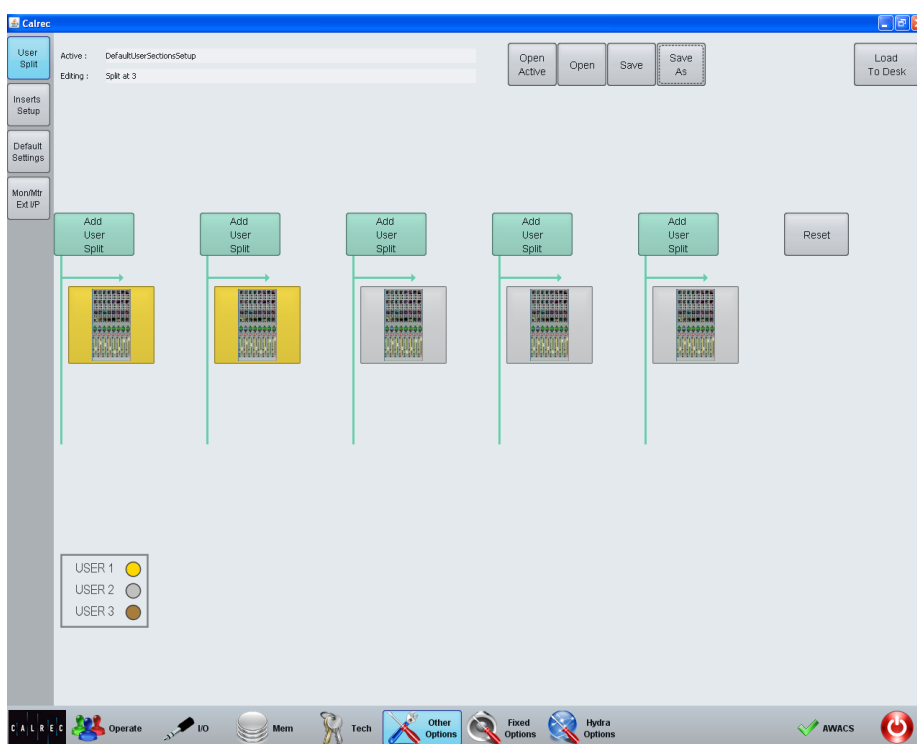 Calrec
User
Split
Active :
DefaultUserSectionsSetup
Editing :
Split at 3
Open
Active
Open
Save
Save
As
Load
To Desk
Inserts
Setup
Default
Settings
Mon/Mtr
Ext I/P
Add
User
Split
Add
User
Split
Add
User
Split
Add
User
Split
Add
User
Split
Reset
USER 1
USER 2
USER 3
CALREC
Operate
I/O
Mem
Tech
Other
Options
Fixed
Options
Hydra
Options
AWACS